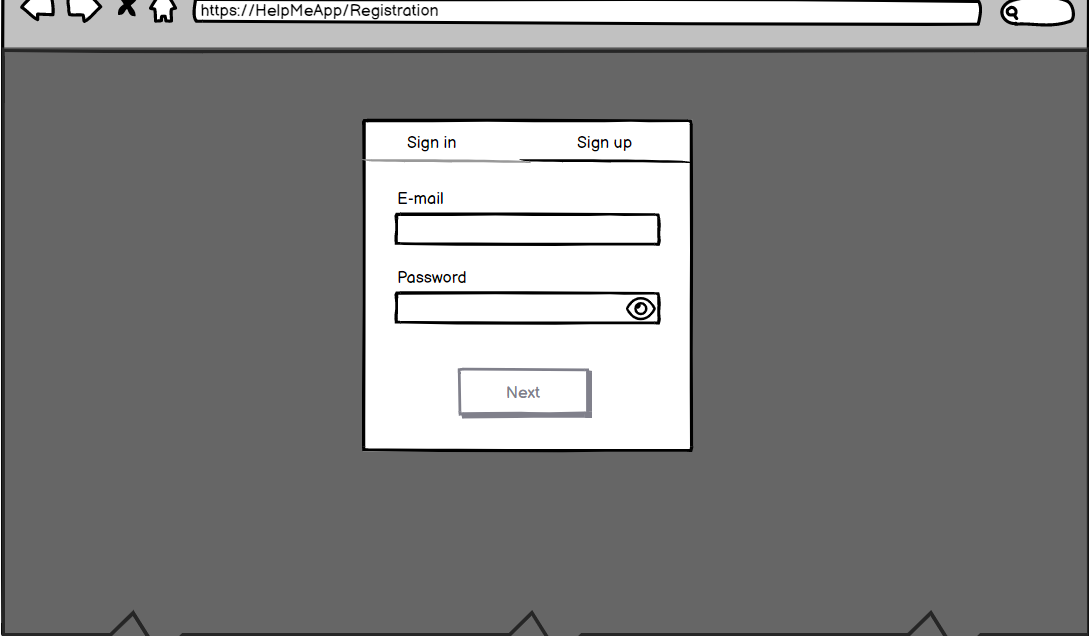 https://HelpMeApp/Registration
Sign in
Sign up
E-mail
Password
Next